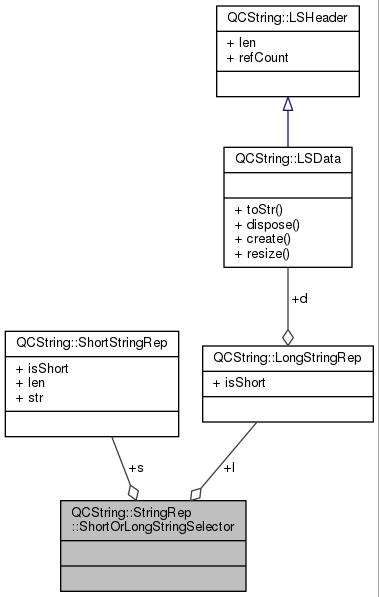 QCString::LSHeader
+ len
+ refCount
QCString::LSData
+ toStr()
+ dispose()
+ create()
+ resize()
+d
QCString::ShortStringRep
+ isShort
+ len
+ str
QCString::LongStringRep
+ isShort
+s
+l
QCString::StringRep
::ShortOrLongStringSelector